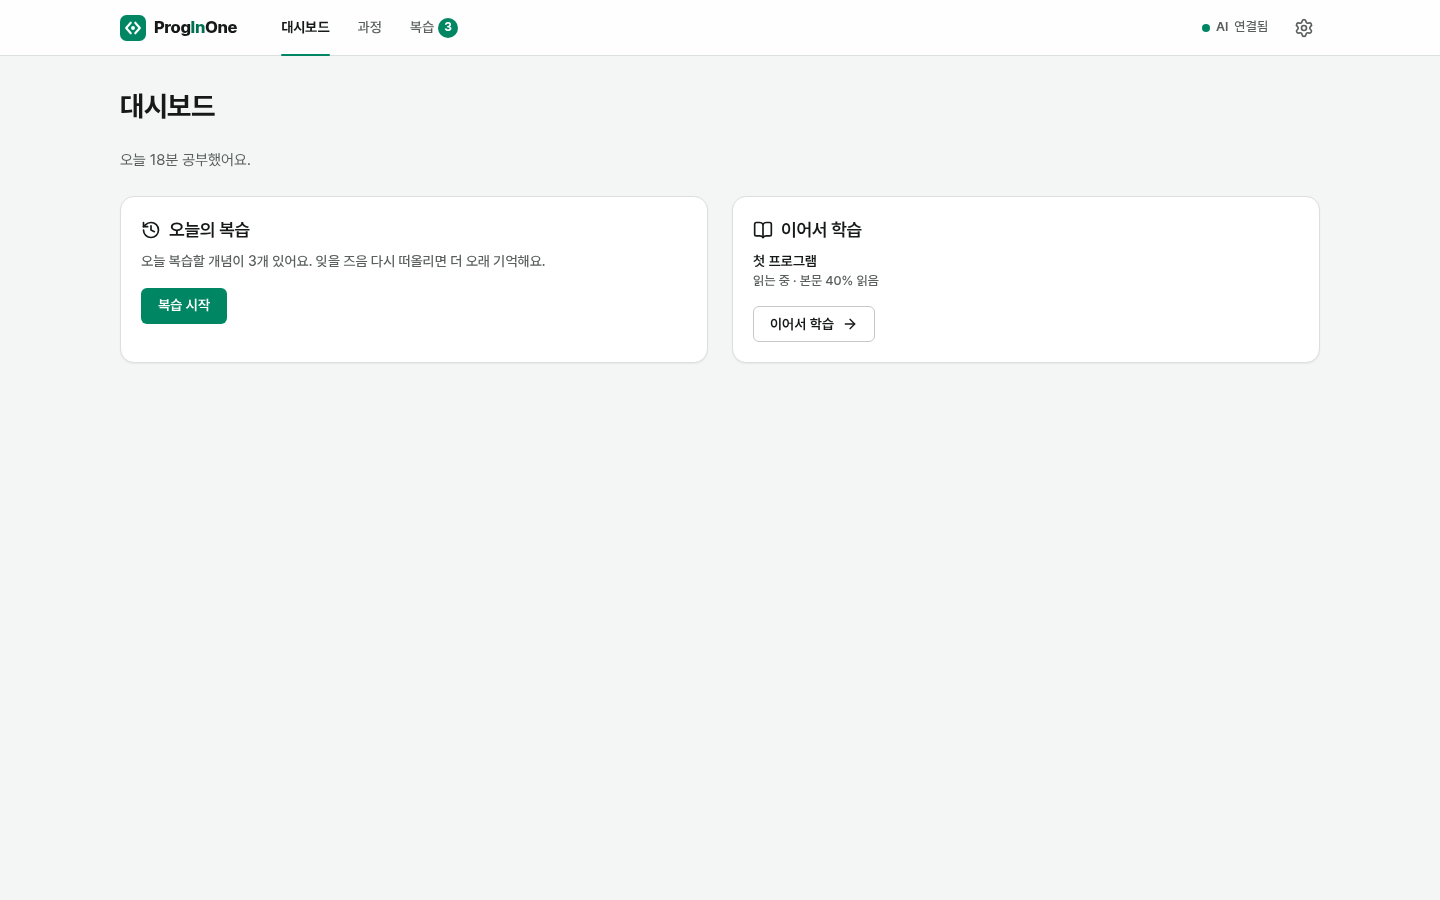 ProgInOne
대시보드
과정
복습 3
AI 연결됨
대시보드
오늘 18분 공부했어요.
오늘의 복습
오늘 복습할 개념이 3개 있어요. 잊을 즈음 다시 떠올리면 더 오래 기억해요.
복습 시작
이어서 학습
첫 프로그램
읽는 중 · 본문 40% 읽음
이어서 학습